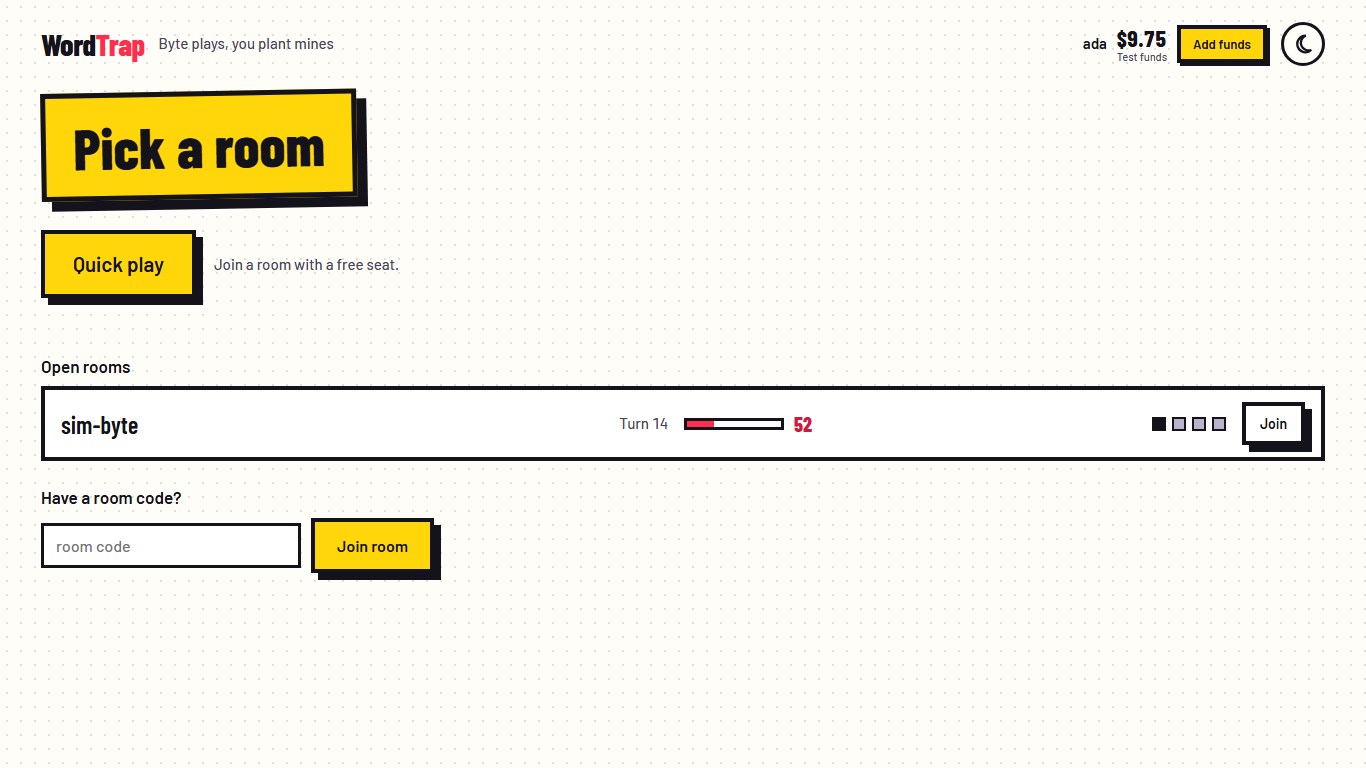 WordTrap Byte plays, you plant mines ada $9.75 Add funds
Test funds
Pick a room
Quick play Join a room with a free seat.
Open rooms
sim-byte Turn 14 52 Join
Have a room code?
room code Join room